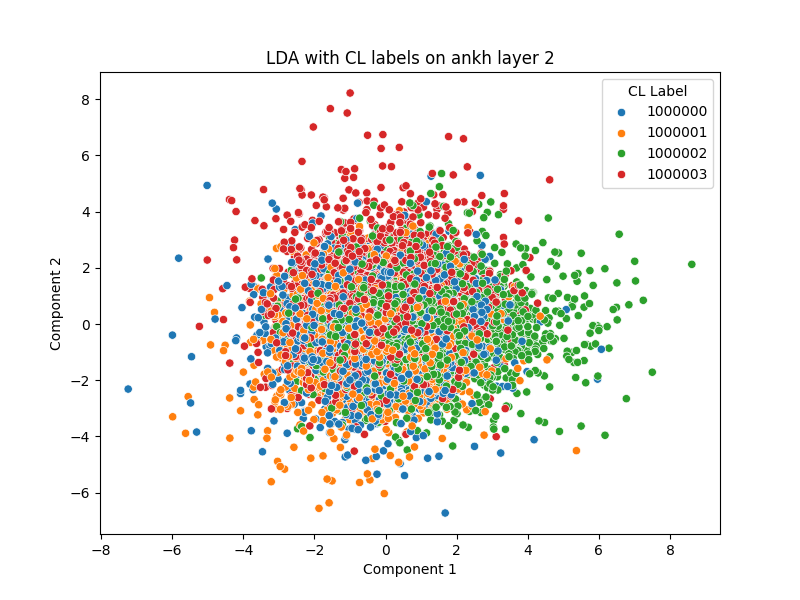 LDA with CL labels on ankh layer 2
CL Label
1000000
1000001
1000002
1000003
Component 2
8
6
4
2
0
−2
−4
−6
−8 −6 −4 −2 0 2 4 6 8
Component 1